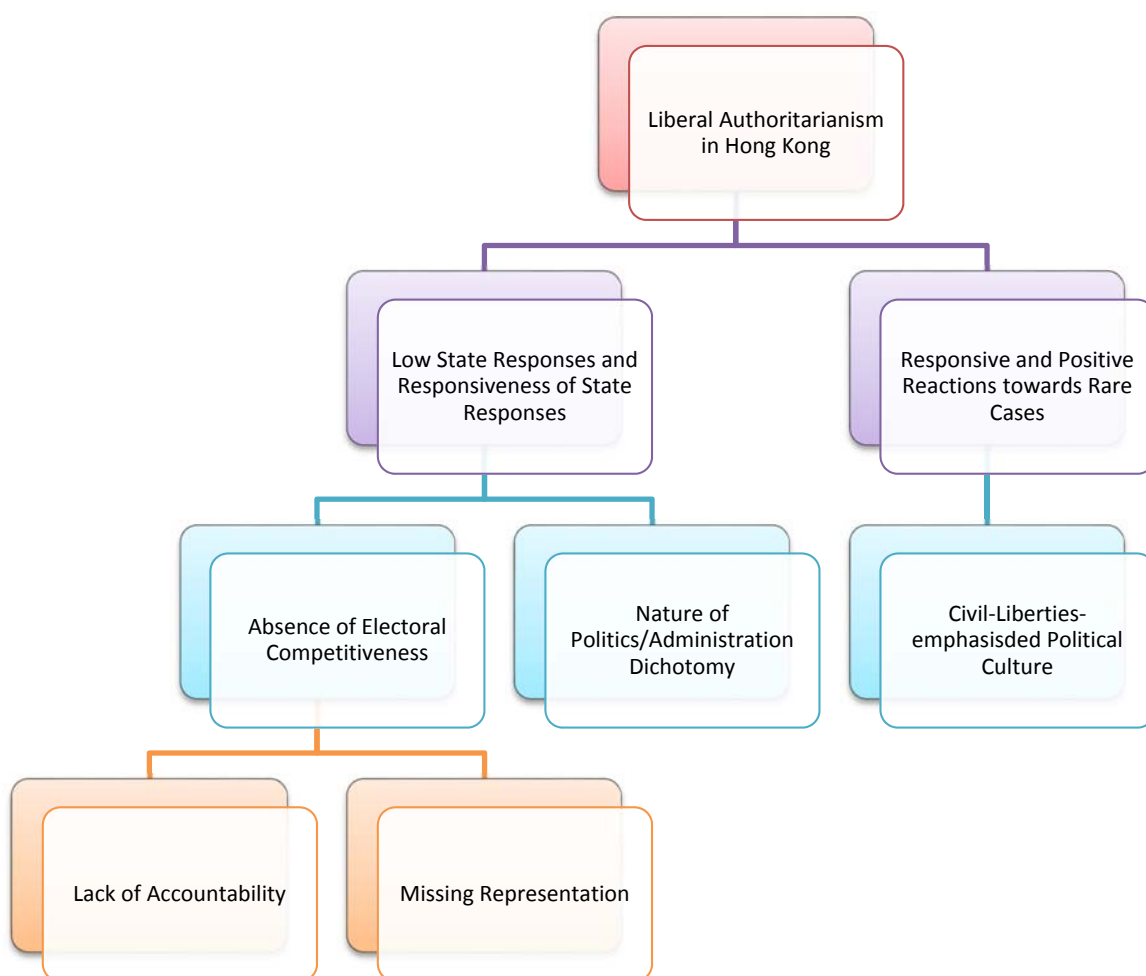 Liberal Authoritarianism
in Hong Kong
Low State Responses and
Responsiveness of State
Responses
Responsive and Positive
Reactions towards Rare
Cases
Absence of Electoral
Competitiveness
Nature of
Politics/Administration
Dichotomy
Civil-Liberties-
emphasisded Political
Culture
Lack of Accountability
Missing Representation